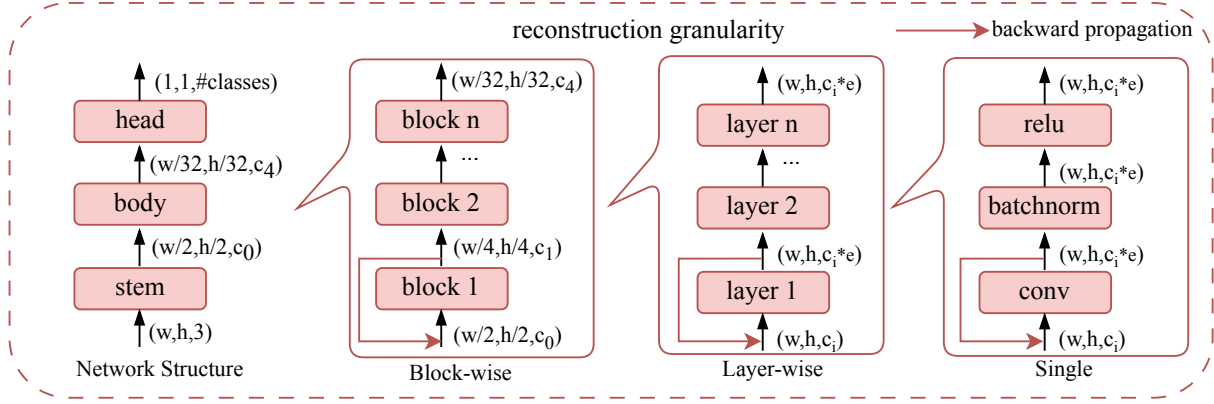 reconstruction granularity
backward propagation
(1,1,#classes)
head
(w/32,h/32,c4)
body
(w/2,h/2,c0)
stem
(w,h,3)
Network Structure
(w/32,h/32,c4)
block n
...
block 2
(w/4,h/4,c1)
block 1
(w/2,h/2,c0)
Block-wise
(w,h,ci*e)
layer n
...
layer 2
(w,h,ci*e)
layer 1
(w,h,ci)
Layer-wise
(w,h,ci*e)
relu
(w,h,ci*e)
batchnorm
(w,h,ci*e)
conv
(w,h,ci)
Single